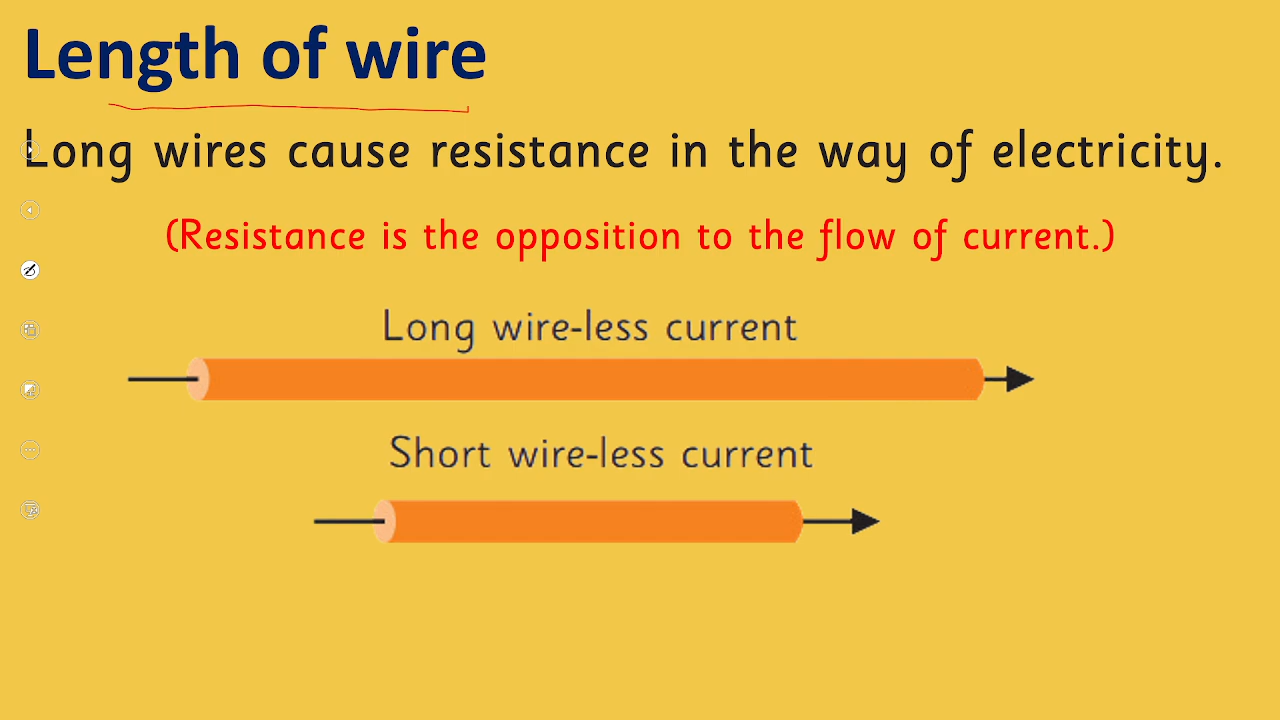 Length of wire
Long wires cause resistance in the way of electricity.
(Resistance is the opposition to the flow of current.)
Long wire-less current
Short wire-less current